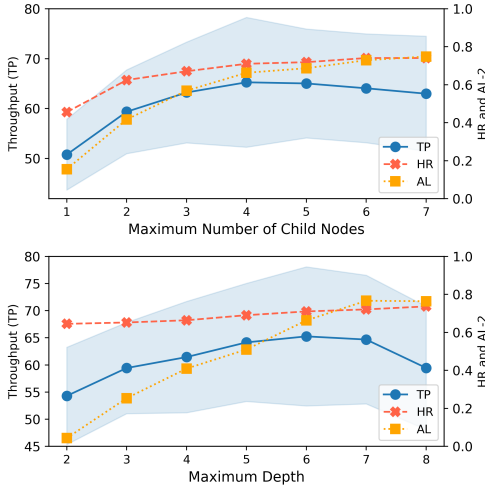 80
70
60
50
Throughput (TP)
1.0
0.8
0.6
0.4
0.2
0.0
HR and AL-2
TP
HR
AL
1 2 3 4 5 6 7
Maximum Number of Child Nodes
80
75
70
65
60
55
50
45
Throughput (TP)
1.0
0.8
0.6
0.4
0.2
0.0
HR and AL-2
TP
HR
AL
2 3 4 5 6 7 8
Maximum Depth